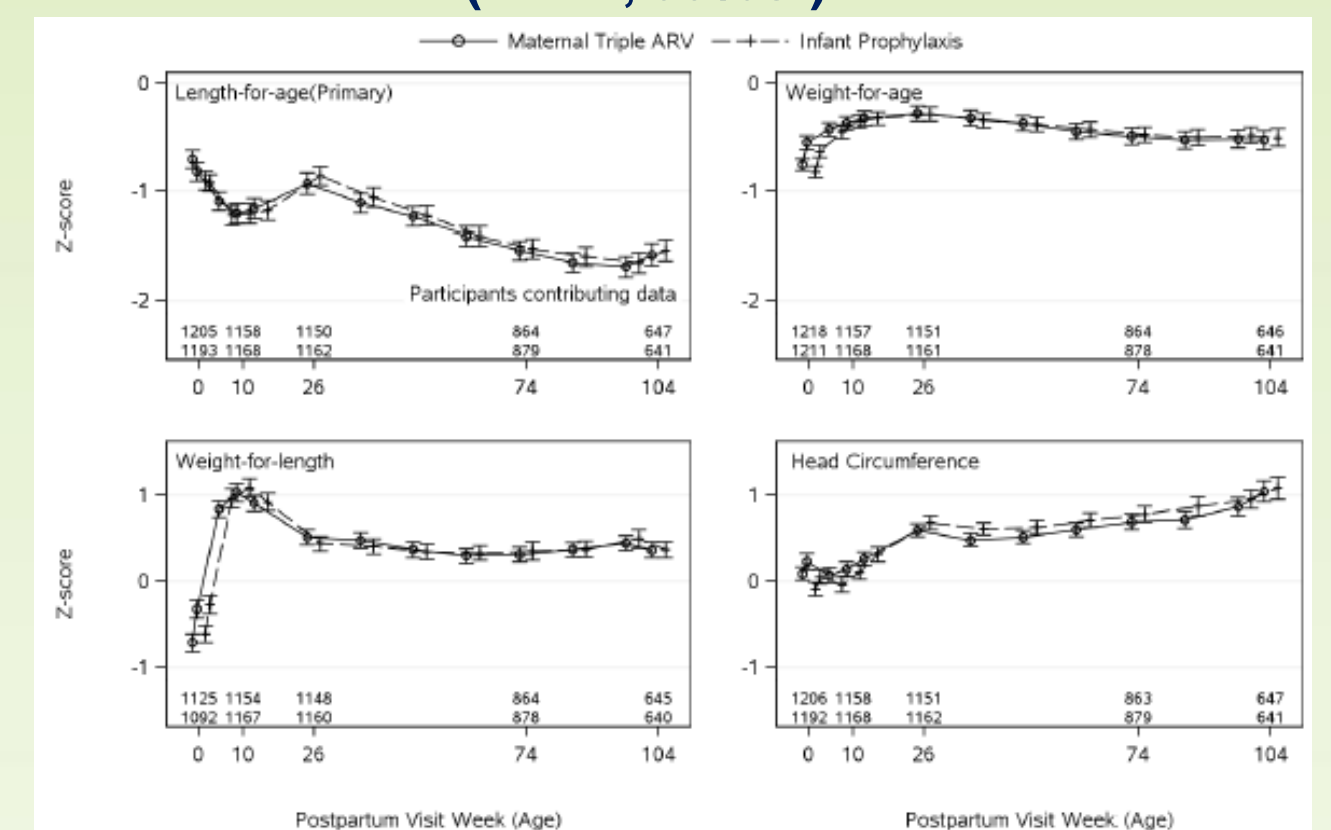 Maternal Triple ARV Infant Prophylaxis
Length-for-age(Primary)
0
-1
-2
Z-score
Participants contributing data
1205 1158 1150 864 647
1193 1168 1162 879 641
0 10 26 74 104
Weight-for-age
0
-1
-2
1218 1157 1151 864 646
1211 1168 1161 878 641
0 10 26 74 104
Weight-for-length
1
0
-1
Z-score
1125 1154 1148 864 645
1092 1167 1160 878 640
0 10 26 74 104
Postpartum Visit Week (Age)
Head Circumference
1
0
-1
1206 1158 1151 863 647
1192 1168 1162 879 641
0 10 26 74 104
Postpartum Visit Week (Age)